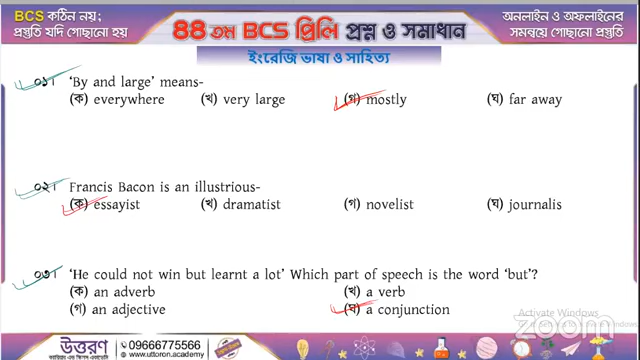 BCS কঠিন নয়;
প্রস্তুতি যদি গোছানো হয়
৪৪ তম BCS প্রিলি প্রশ্ন ও সমাধান
অনলাইন ও অফলাইনের
সমন্বয়ে গোছানো প্রস্তুতি
ইংরেজি ভাষা ও সাহিত্য
০১। ‘By and large’ means-
(ক) everywhere (খ) very large (গ) mostly (ঘ) far away
০২। Francis Bacon is an illustrious-
(ক) essayist (খ) dramatist (গ) novelist (ঘ) journalis
০৩। ‘He could not win but learnt a lot’ Which part of speech is the word ‘but’?
(ক) an adverb (খ) a verb
(গ) an adjective (ঘ) a conjunction
Activate Windows
zoom
উত্তরণ
09666775566
www.uttoron.academy